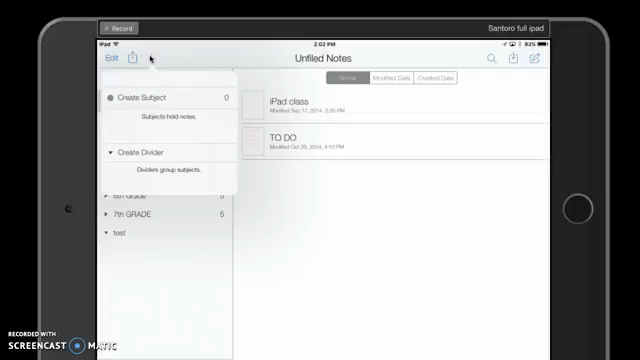 Record
Santoro full ipad
iPad
2:02 PM
92%
Edit
Unfiled Notes
Name
Modified Date
Created Date
Create Subject 0
Subjects hold notes.
Create Divider
Dividers group subjects.
6th Grade 5
7th GRADE 5
test
iPad class
Modified Sep 17, 2014, 2:05 PM
TO DO
Modified Oct 29, 2014, 4:10 PM
RECORDED WITH
SCREENCAST MATIC